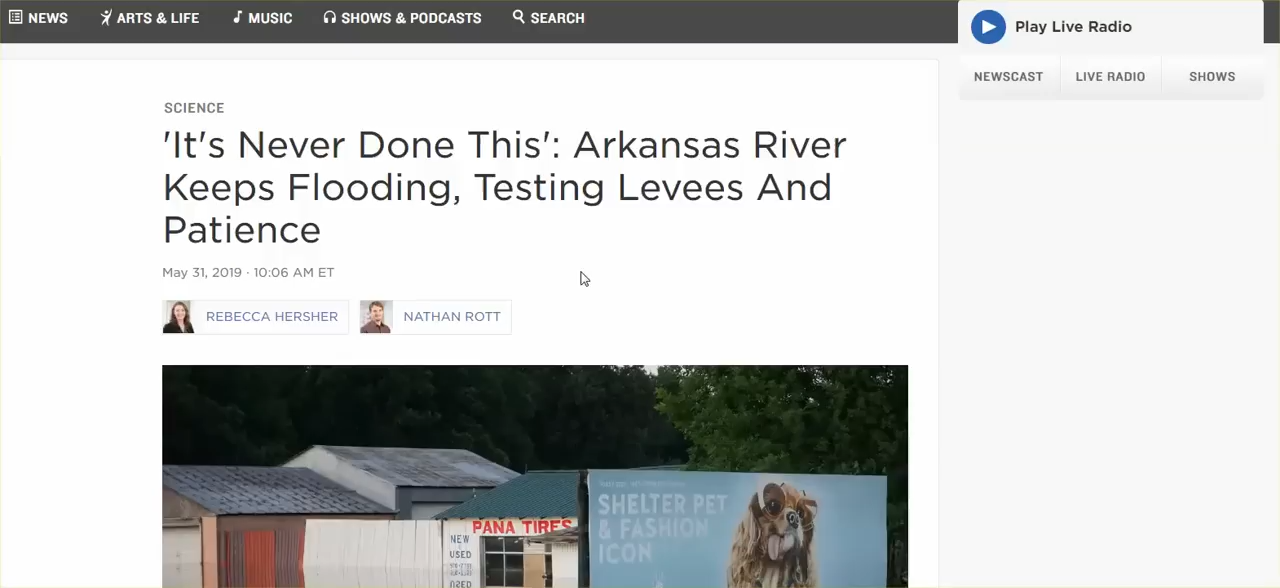 NEWS ARTS & LIFE MUSIC SHOWS & PODCASTS SEARCH
Play Live Radio
NEWSCAST LIVE RADIO SHOWS
SCIENCE
'It's Never Done This': Arkansas River
Keeps Flooding, Testing Levees And
Patience
May 31, 2019 · 10:06 AM ET
REBECCA HERSHER NATHAN ROTT
SHELTER PET
& FASHION
ICON
PANA TIRES
NEW
USED